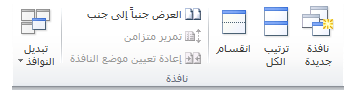 نافذة
جديدة
ترتيب
الكل
انقسام
العرض جنباً إلى جنب
تمرير متزامن
إعادة تعيين موضع النافذة
تبديل
النوافذ
نافذة